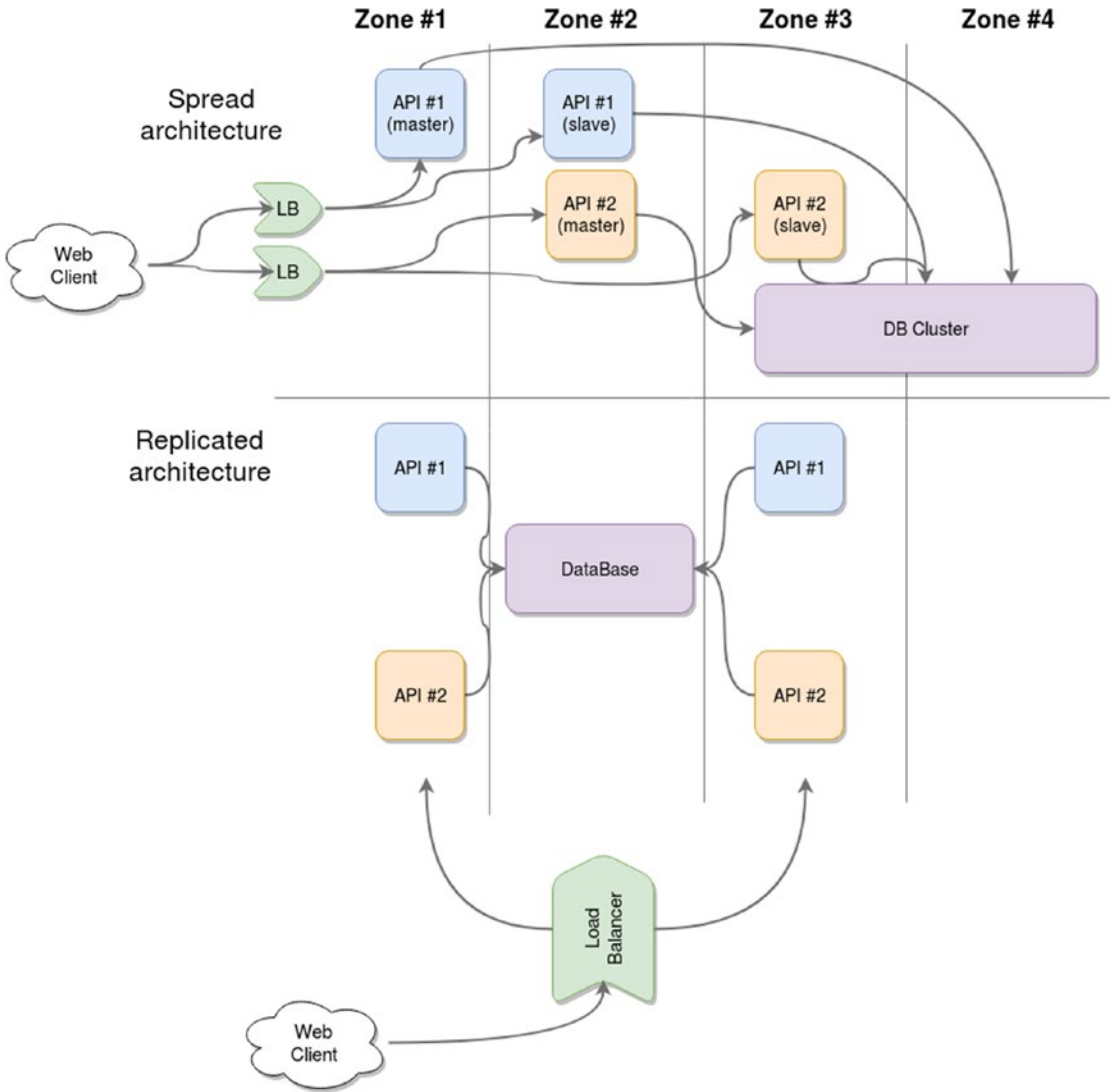 Zone #1
Zone #2
Zone #3
Zone #4
Spread
architecture
API #1
(master)
API #1
(slave)
LB
API #2
(master)
API #2
(slave)
Web
Client
LB
DB Cluster
Replicated
architecture
API #1
API #1
DataBase
API #2
API #2
Load
Balancer
Web
Client